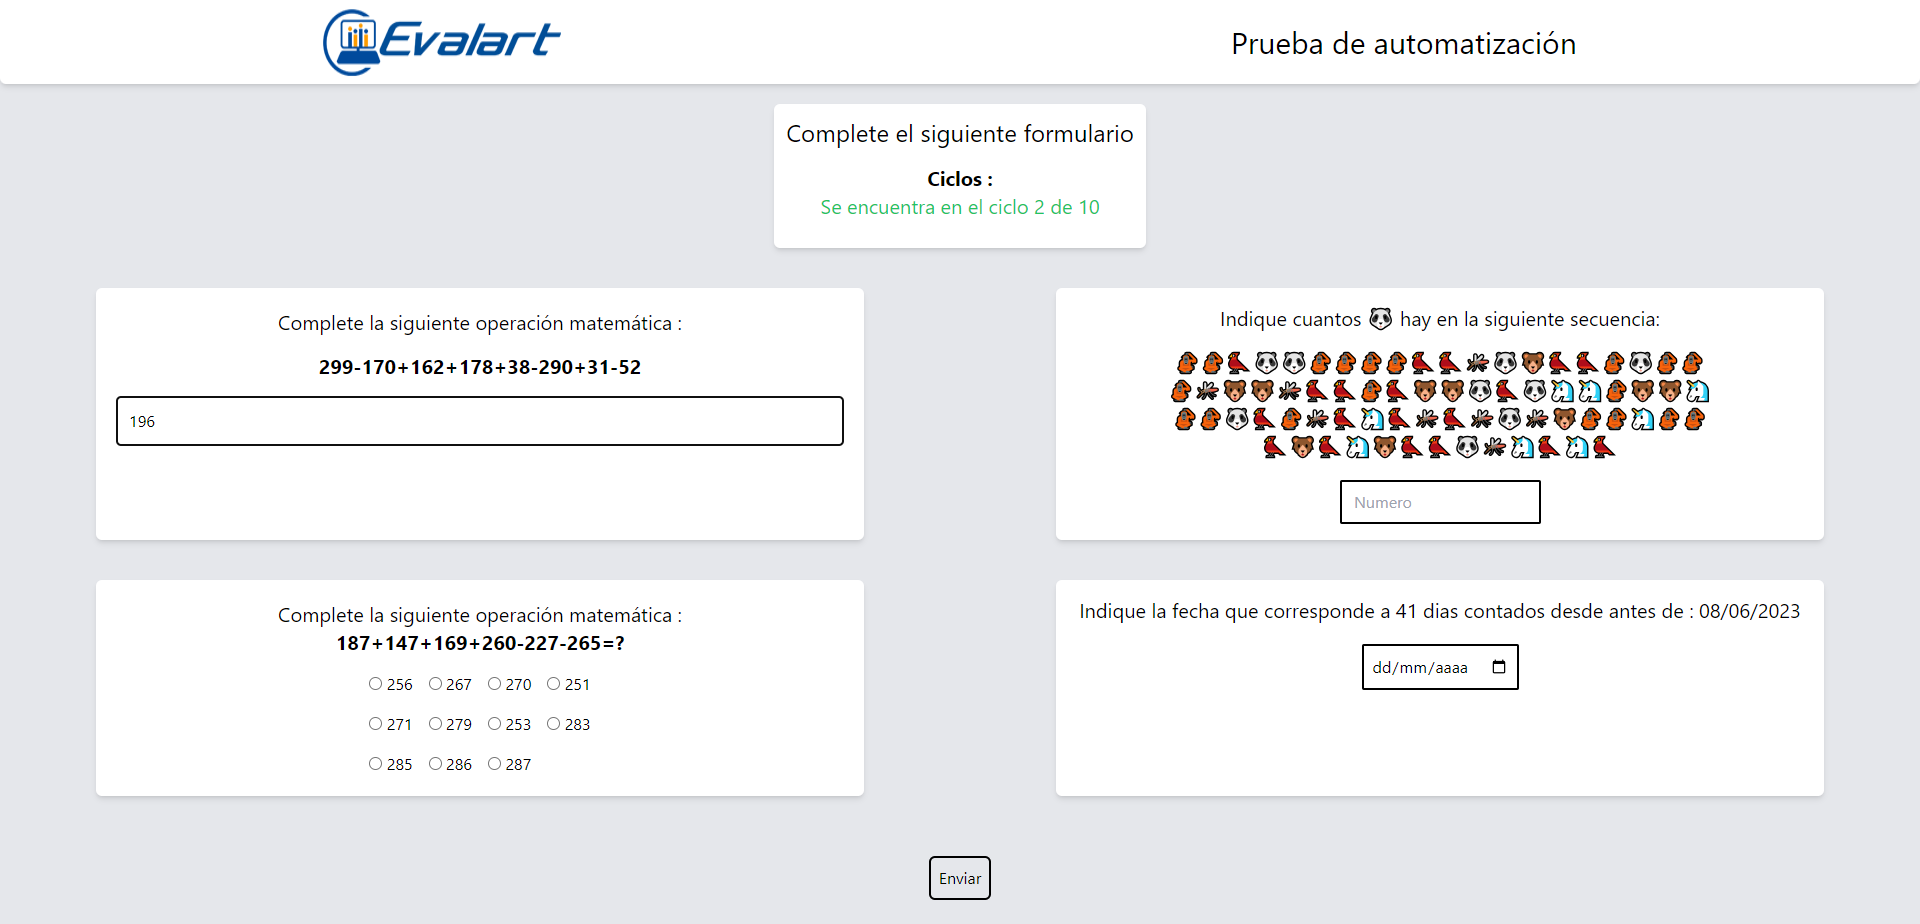 Evalart
Prueba de automatización
Complete el siguiente formulario
Ciclos :
Se encuentra en el ciclo 2 de 10
Complete la siguiente operación matemática :
299-170+162+178+38-290+31-52
196
Indique cuantos 🐼 hay en la siguiente secuencia:
🦧🦧🐦🐼🐼🦧🦧🦧🦧🐦🐦🦟🐼🐻🐦🐦🦧🐼🦧🦧
🦧🦟🐻🐻🦟🐦🐦🦧🐦🐻🐻🐼🐦🐼🦄🦄🦧🐻🐻🦄
🦧🦧🐼🐦🦧🦟🐦🦄🐦🦟🐦🦟🐼🦟🐻🦧🦧🦄🦧🦧
🐦🐻🐦🦄🐻🐦🐦🐼🦟🦄🐦🦄🐦
Numero
Complete la siguiente operación matemática :
187+147+169+260-227-265=?
256 267 270 251
271 279 253 283
285 286 287
Indique la fecha que corresponde a 41 dias contados desde antes de : 08/06/2023
dd/mm/aaaa
Enviar